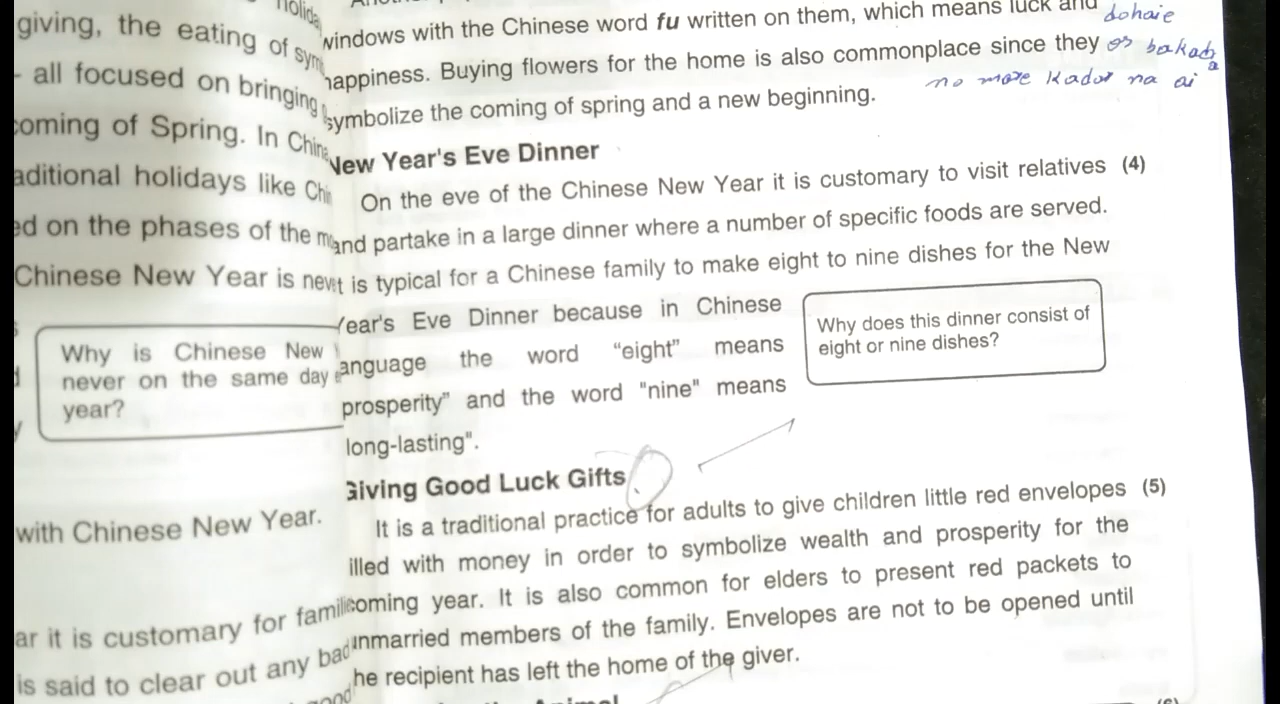 giving, the eating of
- all focused on bringing
coming of Spring. In
aditional holidays like
ed on the phases of the
Chinese New Year is
Why is Chinese New
never on the same day
year?
with Chinese New Year.
ar it is customary for
is said to clear out any bad
windows with the Chinese word fu written on them, which means luck and
happiness. Buying flowers for the home is also commonplace since they
symbolize the coming of spring and a new beginning.
dohaie
no more kador na ai
New Year's Eve Dinner
On the eve of the Chinese New Year it is customary to visit relatives (4)
and partake in a large dinner where a number of specific foods are served.
t is typical for a Chinese family to make eight to nine dishes for the New
Year's Eve Dinner because in Chinese
anguage the word "eight" means
prosperity" and the word "nine" means
long-lasting".
Why does this dinner consist of
eight or nine dishes?
Giving Good Luck Gifts
It is a traditional practice for adults to give children little red envelopes (5)
illed with money in order to symbolize wealth and prosperity for the
coming year. It is also common for elders to present red packets to
unmarried members of the family. Envelopes are not to be opened until
he recipient has left the home of the giver.